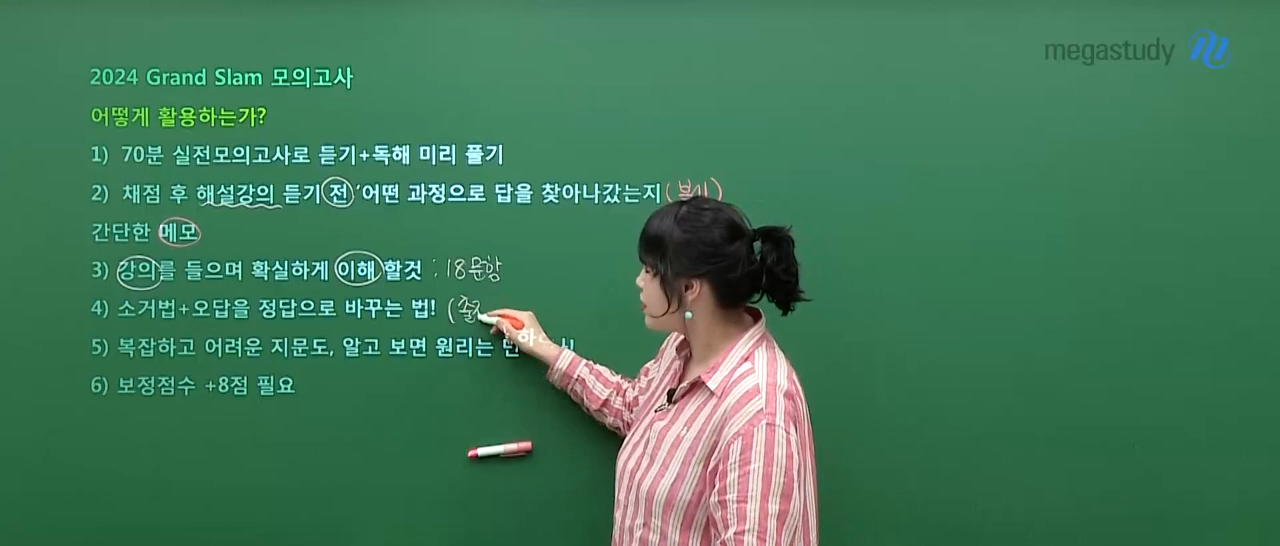 megastudy
2024 Grand Slam 모의고사
어떻게 활용하는가?
1) 70분 실전모의고사로 듣기+독해 미리 풀기
2) 채점 후 해설강의 듣기 전 '어떤 과정으로 답을 찾아나갔는지
간단한 메모
3) 강의를 들으며 확실하게 이해 할것 : 18문항
4) 소거법+오답을 정답으로 바꾸는 법!
5) 복잡하고 어려운 지문도, 알고 보면 원리는
6) 보정점수 +8점 필요